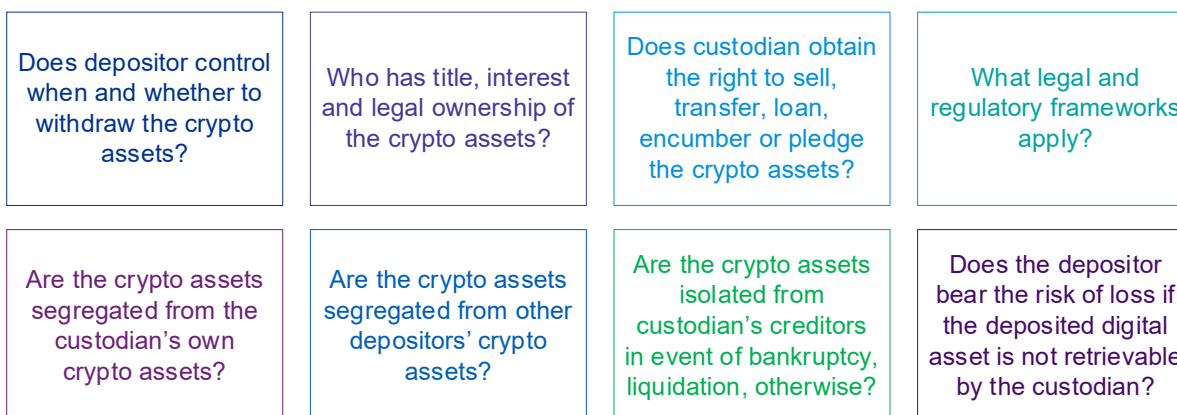 Does depositor control
when and whether to
withdraw the crypto
assets?
Who has title, interest
and legal ownership of
the crypto assets?
Does custodian obtain
the right to sell,
transfer, loan,
encumber or pledge
the crypto assets?
What legal and
regulatory frameworks
apply?
Are the crypto assets
segregated from the
custodian's own
crypto assets?
Are the crypto assets
segregated from other
depositors' crypto
assets?
Are the crypto assets
isolated from
custodian's creditors
in event of bankruptcy,
liquidation, otherwise?
Does the depositor
bear the risk of loss if
the deposited digital
asset is not retrievable
by the custodian?